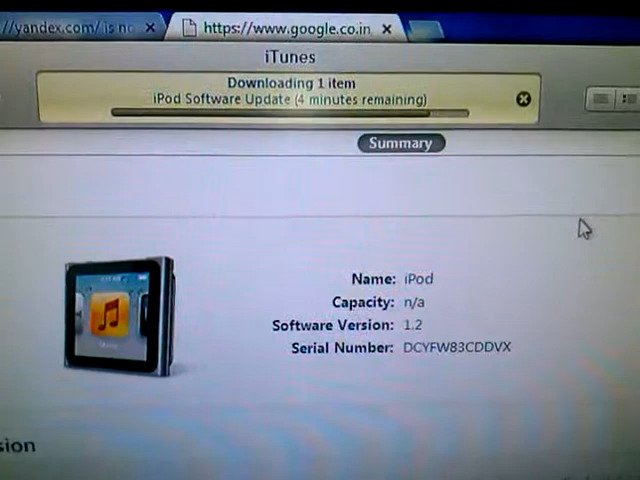 //yandex.com/ is no
https://www.google.co.in
iTunes
Downloading 1 item
iPod Software Update (4 minutes remaining)
Summary
Name: iPod
Capacity: n/a
Software Version: 1.2
Serial Number: DCYFW83CDDVX
sion